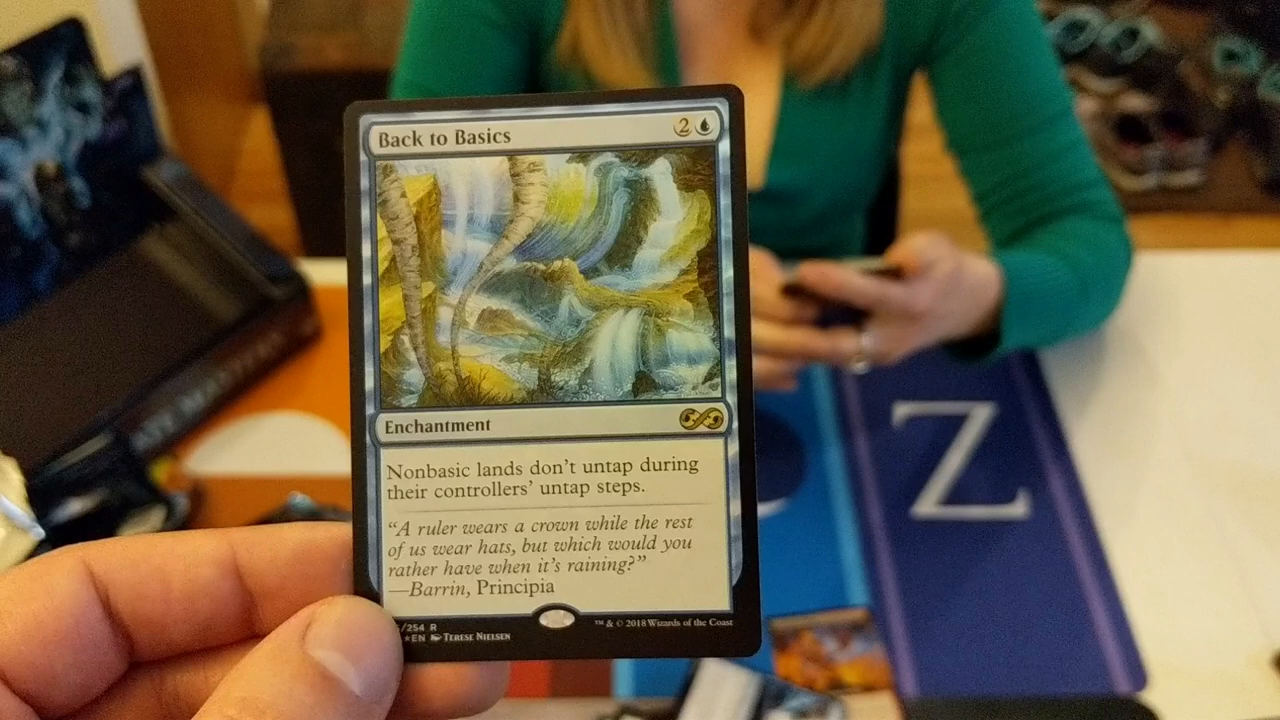 Back to Basics 2
Enchantment
Nonbasic lands don't untap during
their controllers' untap steps.
"A ruler wears a crown while the rest
of us wear hats, but which would you
rather have when it's raining?"
—Barrin, Principia
/254 R
EN TERESE NIELSEN
™ & © 2018 Wizards of the Coast
Z